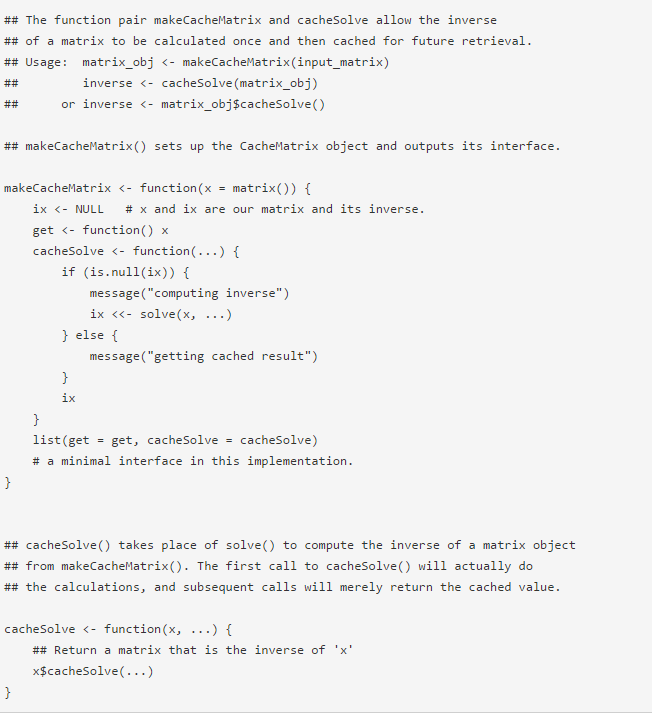 ## The function pair makeCacheMatrix and cacheSolve allow the inverse
## of a matrix to be calculated once and then cached for future retrieval.
## Usage:  matrix_obj <- makeCacheMatrix(input_matrix)
##         inverse <- cacheSolve(matrix_obj)
##      or inverse <- matrix_obj$cacheSolve()

## makeCacheMatrix() sets up the CacheMatrix object and outputs its interface.

makeCacheMatrix <- function(x = matrix()) {
    ix <- NULL   # x and ix are our matrix and its inverse.
    get <- function() x
    cacheSolve <- function(...) {
        if (is.null(ix)) {
            message("computing inverse")
            ix <<- solve(x, ...)
        } else {
            message("getting cached result")
        }
        ix
    }
    list(get = get, cacheSolve = cacheSolve)
    # a minimal interface in this implementation.
}


## cacheSolve() takes place of solve() to compute the inverse of a matrix object
## from makeCacheMatrix(). The first call to cacheSolve() will actually do
## the calculations, and subsequent calls will merely return the cached value.

cacheSolve <- function(x, ...) {
    ## Return a matrix that is the inverse of 'x'
    x$cacheSolve(...)
}